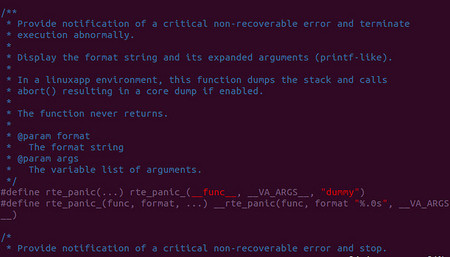 /**
 * Provide notification of a critical non-recoverable error and terminate
 * execution abnormally.
 *
 * Display the format string and its expanded arguments (printf-like).
 *
 * In a linuxapp environment, this function dumps the stack and calls
 * abort() resulting in a core dump if enabled.
 *
 * The function never returns.
 *
 * @param format
 *   The format string
 * @param args
 *   The variable list of arguments.
 */
#define rte_panic(...) rte_panic_(__func__, __VA_ARGS__, "dummy")
#define rte_panic_(func, format, ...) __rte_panic(func, format "%.0s", __VA_ARGS
__)

/*
 * Provide notification of a critical non-recoverable error and stop.